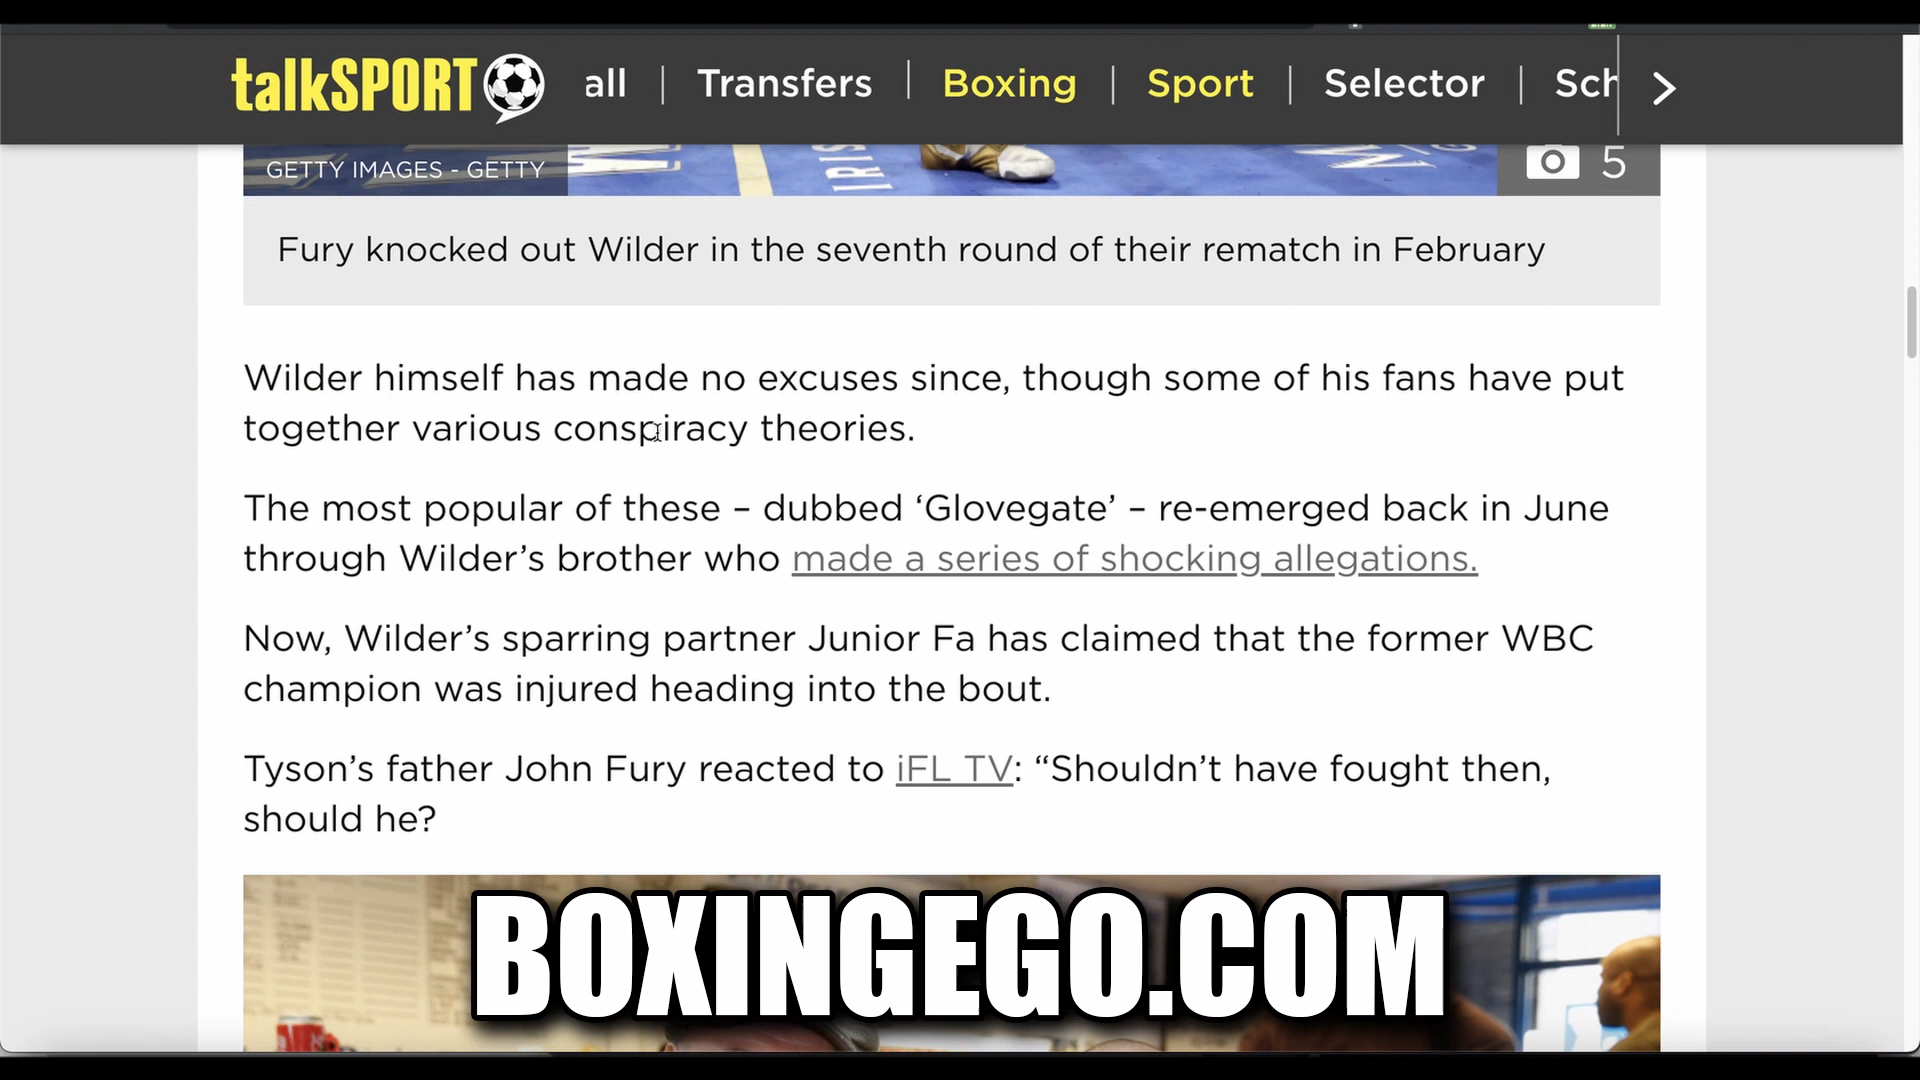 talkSPORT all | Transfers | Boxing | Sport | Selector | Sch
GETTY IMAGES - GETTY
5
Fury knocked out Wilder in the seventh round of their rematch in February
Wilder himself has made no excuses since, though some of his fans have put
together various conspiracy theories.
The most popular of these – dubbed ‘Glovegate’ – re-emerged back in June
through Wilder’s brother who made a series of shocking allegations.
Now, Wilder’s sparring partner Junior Fa has claimed that the former WBC
champion was injured heading into the bout.
Tyson’s father John Fury reacted to iFL TV: “Shouldn’t have fought then,
should he?
BOXINGEGO.COM